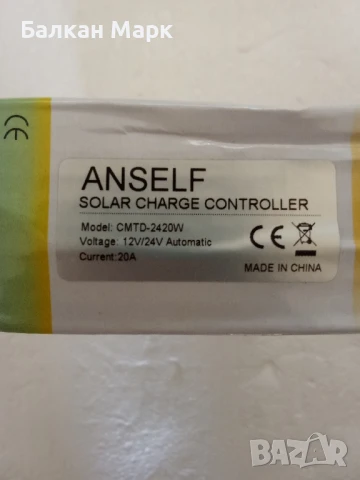 Балкан Марк
CE
ANSELF
SOLAR CHARGE CONTROLLER
Model: CMTD-2420W
Voltage: 12V/24V Automatic
Current:20A
CE
MADE IN CHINA
BAZAR